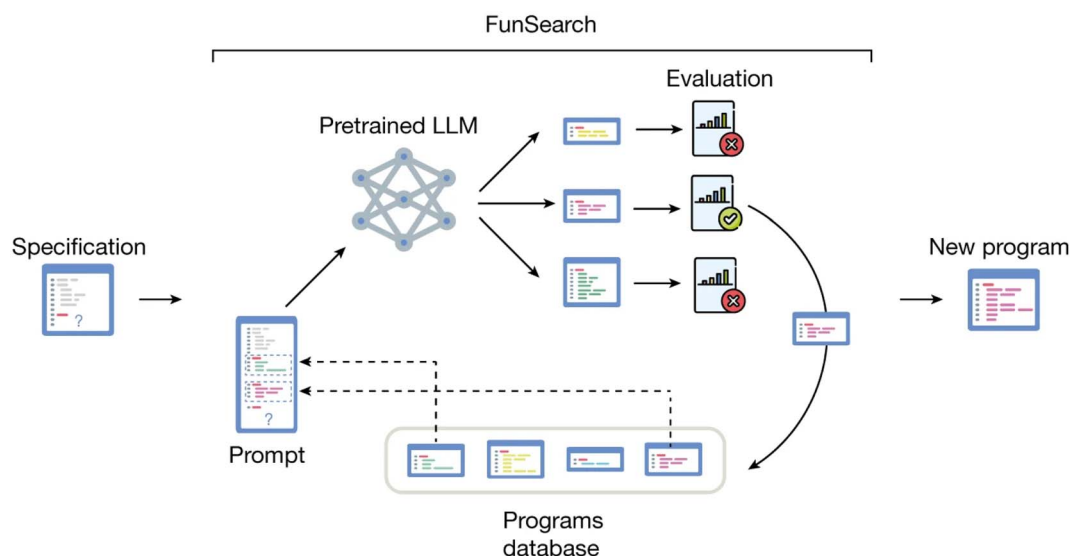 FunSearch
Evaluation
Pretrained LLM
Specification
New program
?
?
Prompt
Programs
database